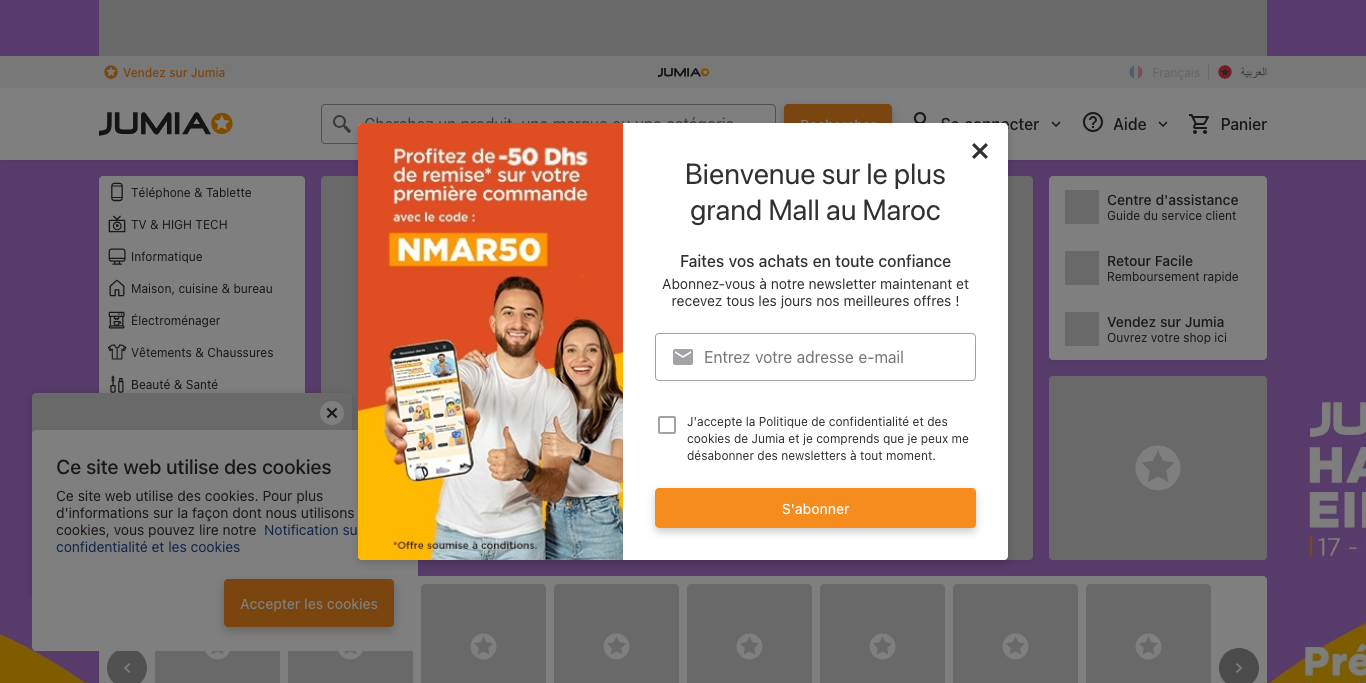 Vendez sur Jumia
JUMIA
Français
العربية
JUMIA
Cherchez un produit, une marque ou une catégorie
Rechercher
Se connecter
Aide
Panier
Téléphone & Tablette
TV & HIGH TECH
Informatique
Maison, cuisine & bureau
Électroménager
Vêtements & Chaussures
Beauté & Santé
Profitez de -50 Dhs
de remise* sur votre
première commande
avec le code :
NMAR50
*Offre soumise à conditions.
Bienvenue sur le plus
grand Mall au Maroc
Faites vos achats en toute confiance
Abonnez-vous à notre newsletter maintenant et
recevez tous les jours nos meilleures offres !
Entrez votre adresse e-mail
J'accepte la Politique de confidentialité et des
cookies de Jumia et je comprends que je peux me
désabonner des newsletters à tout moment.
S'abonner
Centre d'assistance
Guide du service client
Retour Facile
Remboursement rapide
Vendez sur Jumia
Ouvrez votre shop ici
Ce site web utilise des cookies
Ce site web utilise des cookies. Pour plus
d'informations sur la façon dont nous utilisons
cookies, vous pouvez lire notre Notification su
confidentialité et les cookies
Accepter les cookies
JU
HA
EI
17 -
Pré